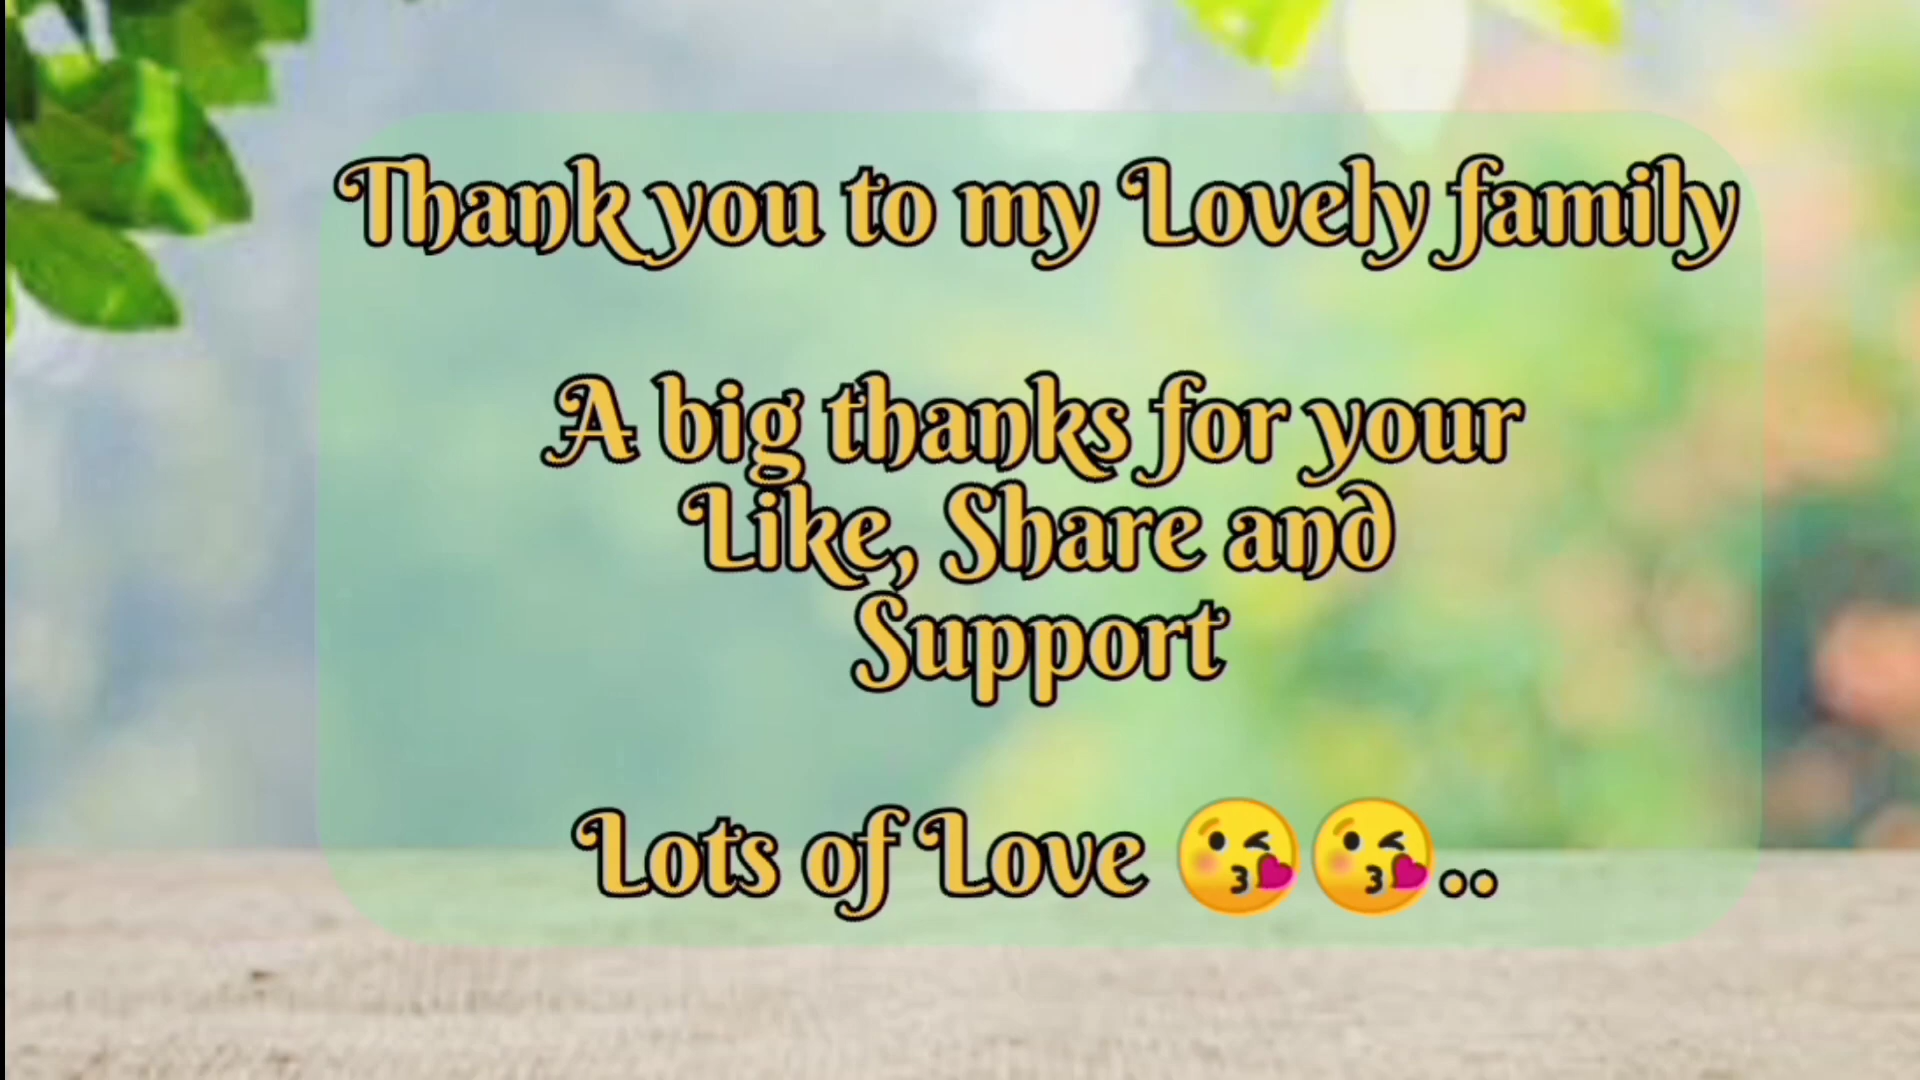 Thank you to my Lovely family
A big thanks for your
Like, Share and
Support
Lots of Love 😘😘..